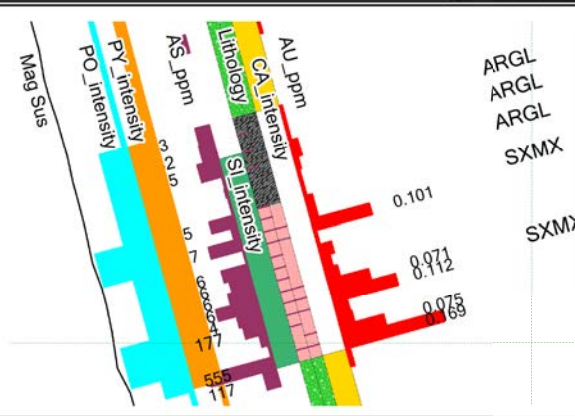 Mag Sus
PO_intensity
PY_intensity
AS_ppm
Lithology
CA_intensity
AU_ppm
SI_intensity
ARGL
ARGL
ARGL
SXMX
SXMX
3
2
5
5
7
177
555
117
0.101
0.071
0.112
0.075
0.169